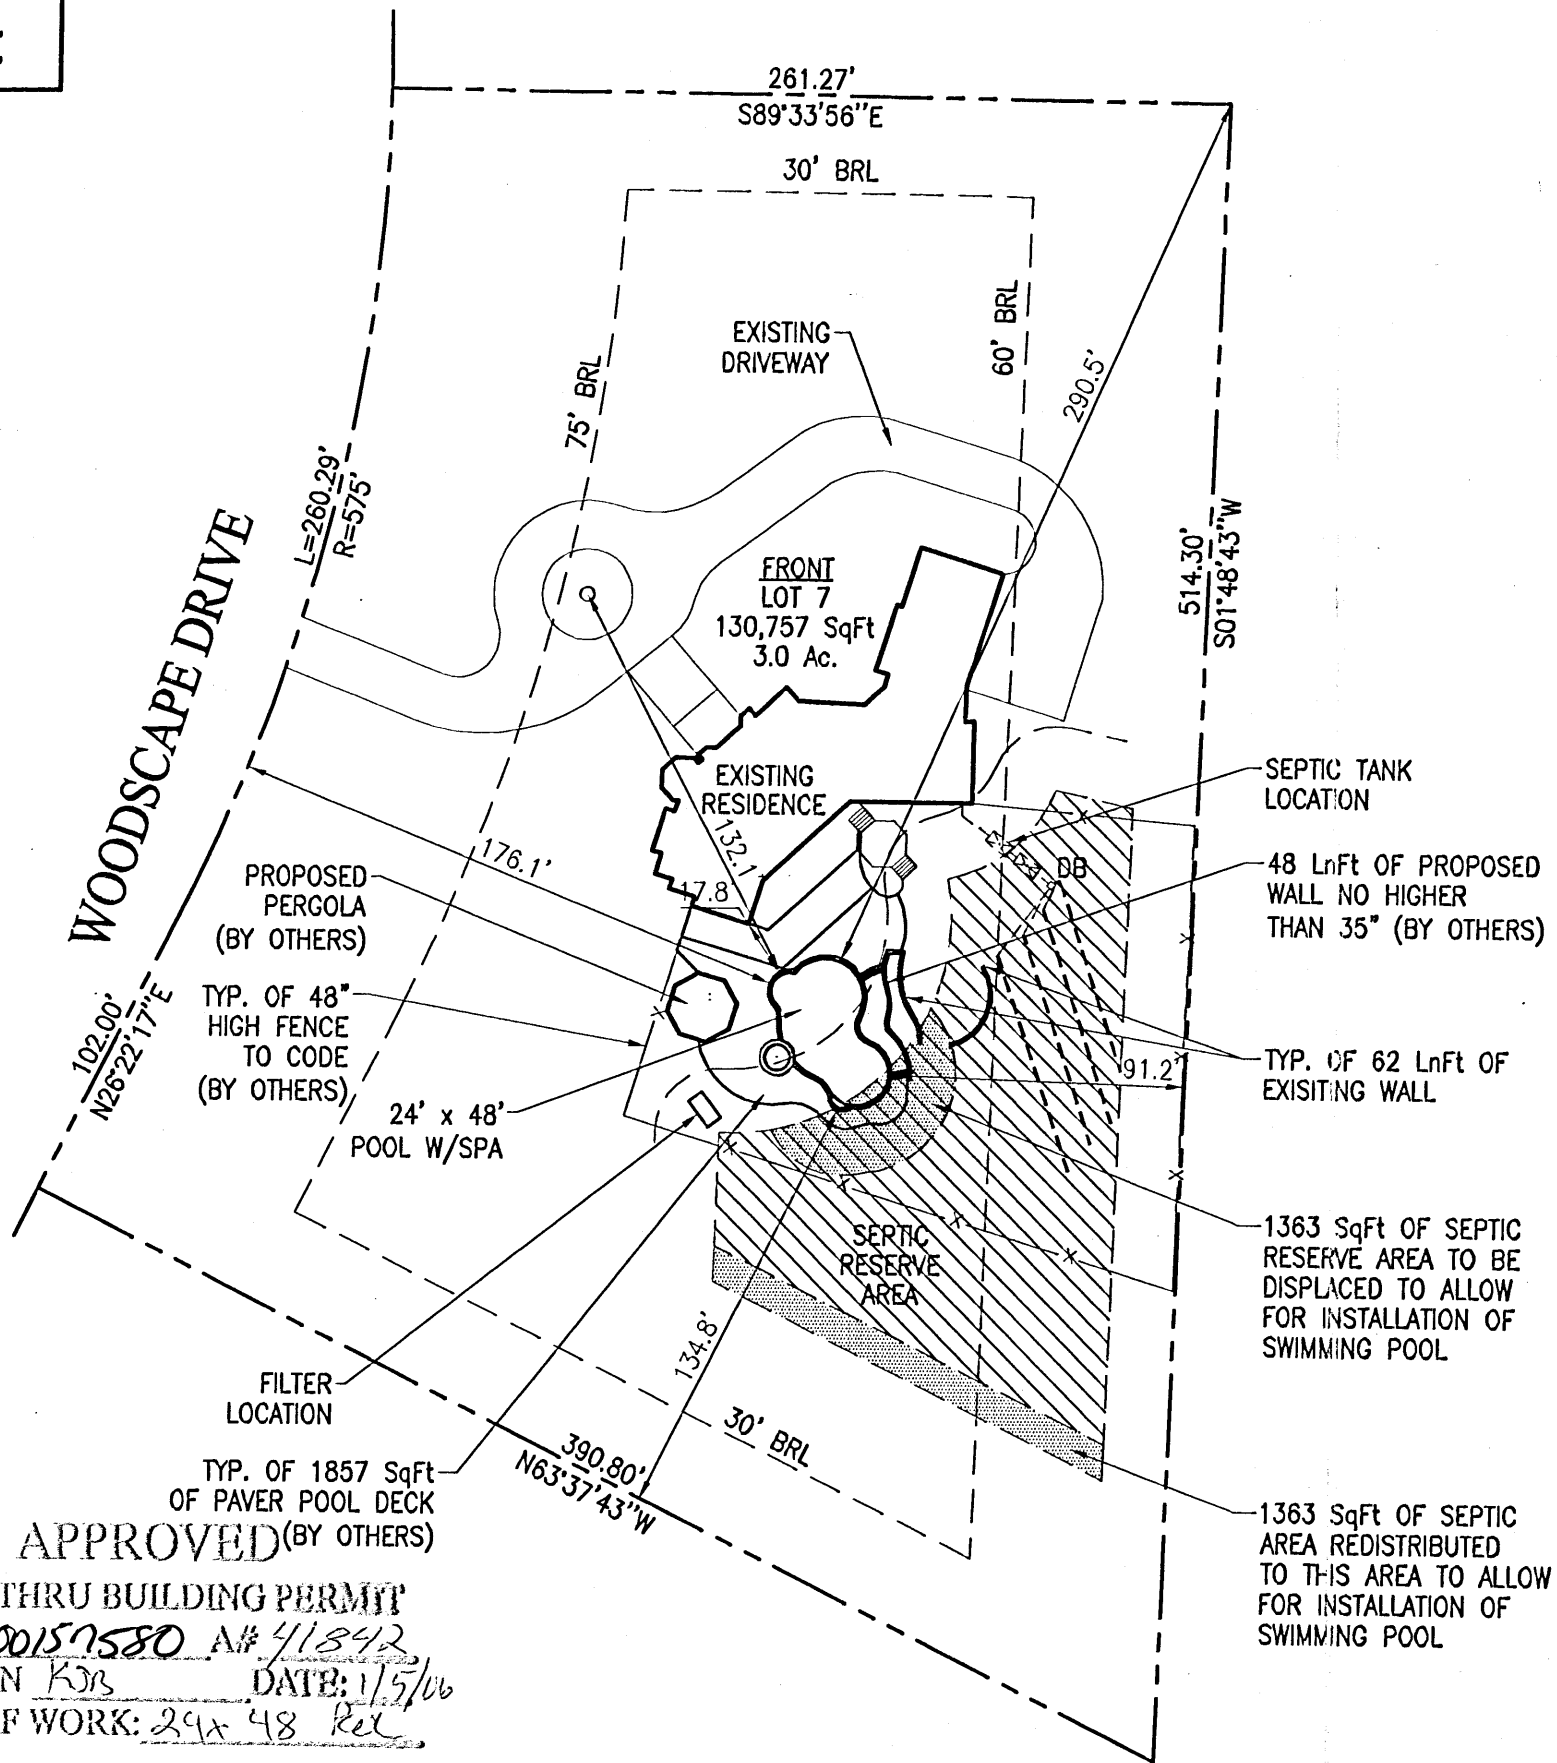 261.27'
S89°33'56"E
30' BRL
EXISTING
DRIVEWAY
75' BRL
60' BRL
290.5'
L=260.29'
R=575'
WOODSCAPE DRIVE
FRONT
LOT 7
130,757 SqFt
3.0 Ac.
514.30'
S01°48'43"W
EXISTING
RESIDENCE
132.1'
17.8'
176.1'
SEPTIC TANK
LOCATION
DB
48 LnFt OF PROPOSED
WALL NO HIGHER
THAN 35" (BY OTHERS)
PROPOSED
PERGOLA
(BY OTHERS)
TYP. OF 48"
HIGH FENCE
TO CODE
(BY OTHERS)
102.00'
N26°22'17"E
24' x 48'
POOL W/SPA
91.2'
TYP. OF 62 LnFt OF
EXISITING WALL
1363 SqFt OF SEPTIC
RESERVE AREA TO BE
DISPLACED TO ALLOW
FOR INSTALLATION OF
SWIMMING POOL
SEPTIC
RESERVE
AREA
134.8'
FILTER
LOCATION
30' BRL
390.80'
N63°37'43"W
TYP. OF 1857 SqFt
OF PAVER POOL DECK
(BY OTHERS)
1363 SqFt OF SEPTIC
AREA REDISTRIBUTED
TO THIS AREA TO ALLOW
FOR INSTALLATION OF
SWIMMING POOL
APPROVED
THRU BUILDING PERMIT
00157580 A# 41842
N KJB DATE: 1/5/06
F WORK: 24x 48